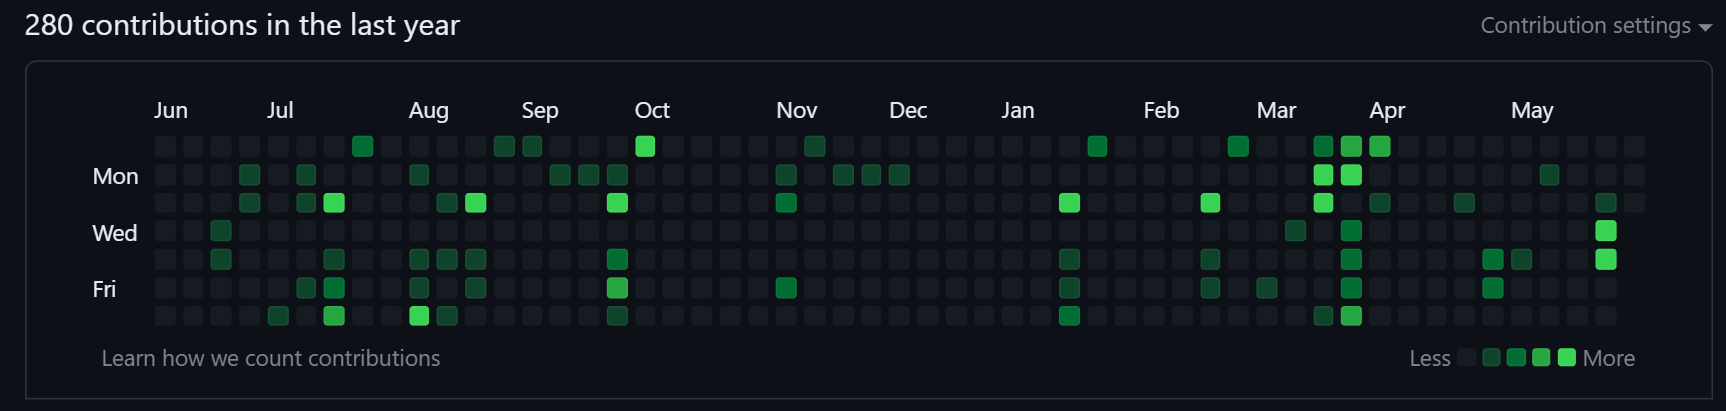 280 contributions in the last year
Contribution settings
Jun Jul Aug Sep Oct Nov Dec Jan Feb Mar Apr May
Mon
Wed
Fri
Learn how we count contributions
Less More